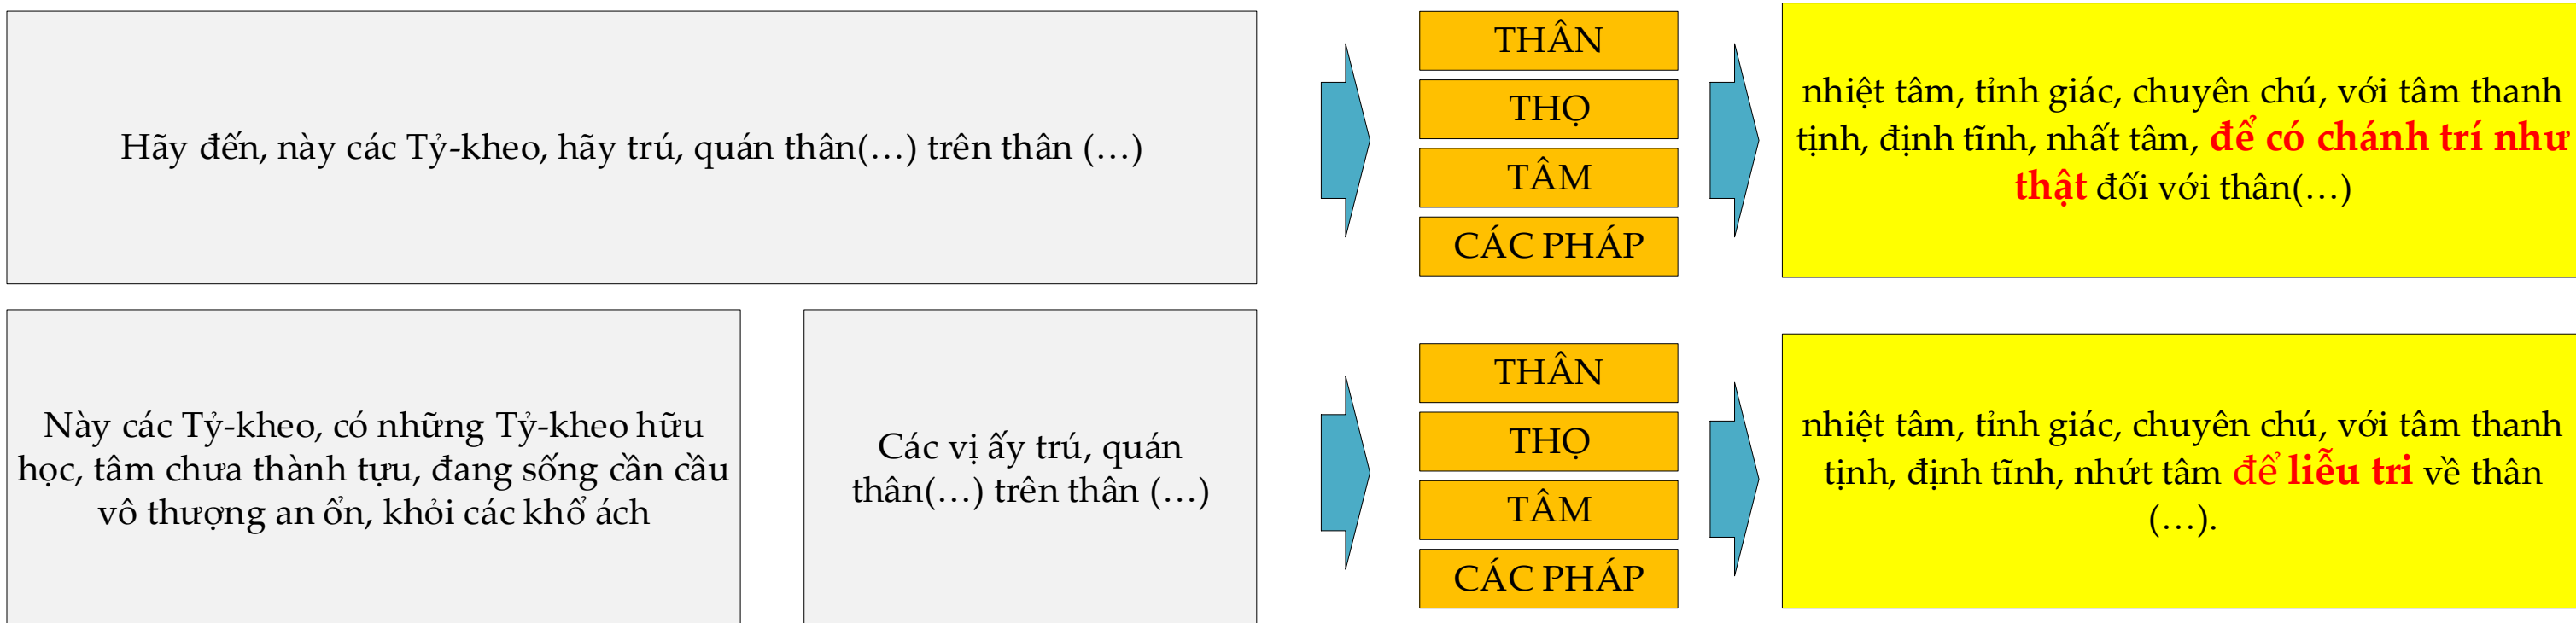 Hãy đến, này các Tỷ-kheo, hãy trú, quán thân(…) trên thân (…)
THÂN
THỌ
TÂM
CÁC PHÁP
nhiệt tâm, tỉnh giác, chuyên chú, với tâm thanh
tịnh, định tĩnh, nhất tâm, để có chánh trí như
thật đối với thân(…)
Này các Tỷ-kheo, có những Tỷ-kheo hữu
học, tâm chưa thành tựu, đang sống cần cầu
vô thượng an ổn, khỏi các khổ ách
Các vị ấy trú, quán
thân(…) trên thân (…)
THÂN
THỌ
TÂM
CÁC PHÁP
nhiệt tâm, tỉnh giác, chuyên chú, với tâm thanh
tịnh, định tĩnh, nhứt tâm để liễu tri về thân
(…).